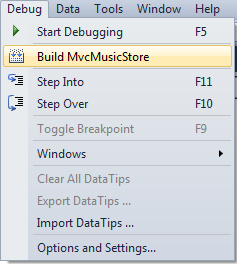 Debug Data Tools Window Help
Start Debugging F5
Build MvcMusicStore
Step Into F11
Step Over F10
Toggle Breakpoint F9
Windows
Clear All DataTips
Export DataTips ...
Import DataTips ...
Options and Settings...